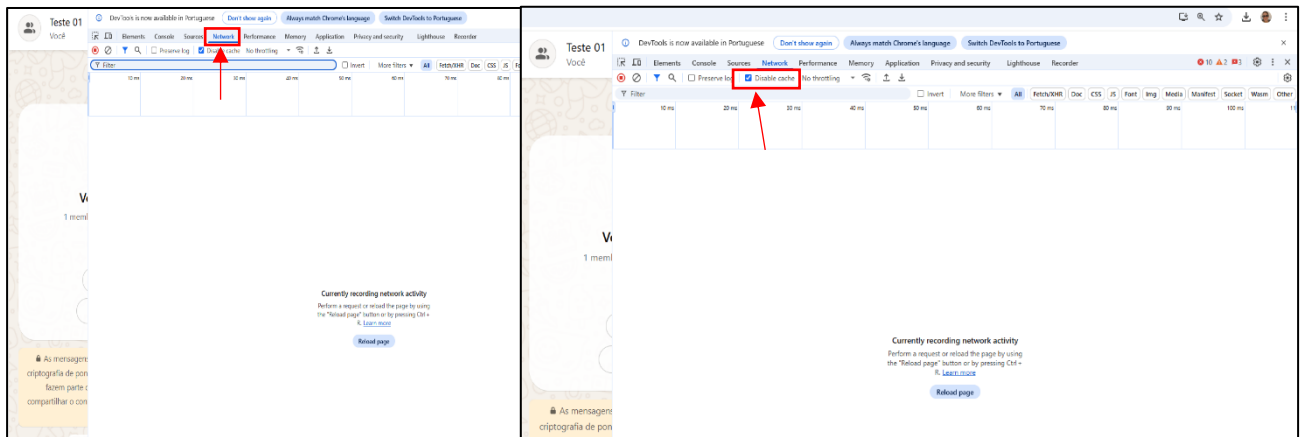 Teste 01
Você
DevTools is now available in Portuguese Don't show again Always match Chrome's language Switch DevTools to Portuguese
Elements Console Sources Network Performance Memory Application Privacy and security Lighthouse Recorder
Preserve log Disable cache No throttling
Filter Invert More filters All Fetch/XHR Doc CSS JS
10 ms 20 ms 30 ms 40 ms 50 ms 60 ms 70 ms 80 ms
1 memb
Currently recording network activity
Perform a request or reload the page by using
the "Reload page" button or by pressing Ctrl +
R. Learn more
Reload page
As mensagens
criptografia de pon
fazem parte
compartilhar o con
Teste 01
Você
DevTools is now available in Portuguese Don't show again Always match Chrome's language Switch DevTools to Portuguese
Elements Console Sources Network Performance Memory Application Privacy and security Lighthouse Recorder 10 2 3
Preserve log Disable cache No throttling
Filter Invert More filters All Fetch/XHR Doc CSS JS Font Img Media Manifest Socket Wasm Other
10 ms 20 ms 30 ms 40 ms 50 ms 60 ms 70 ms 80 ms 90 ms 100 ms
Vo
1 memb
Currently recording network activity
Perform a request or reload the page by using
the "Reload page" button or by pressing Ctrl +
R. Learn more
Reload page
As mensagens
criptografia de pon